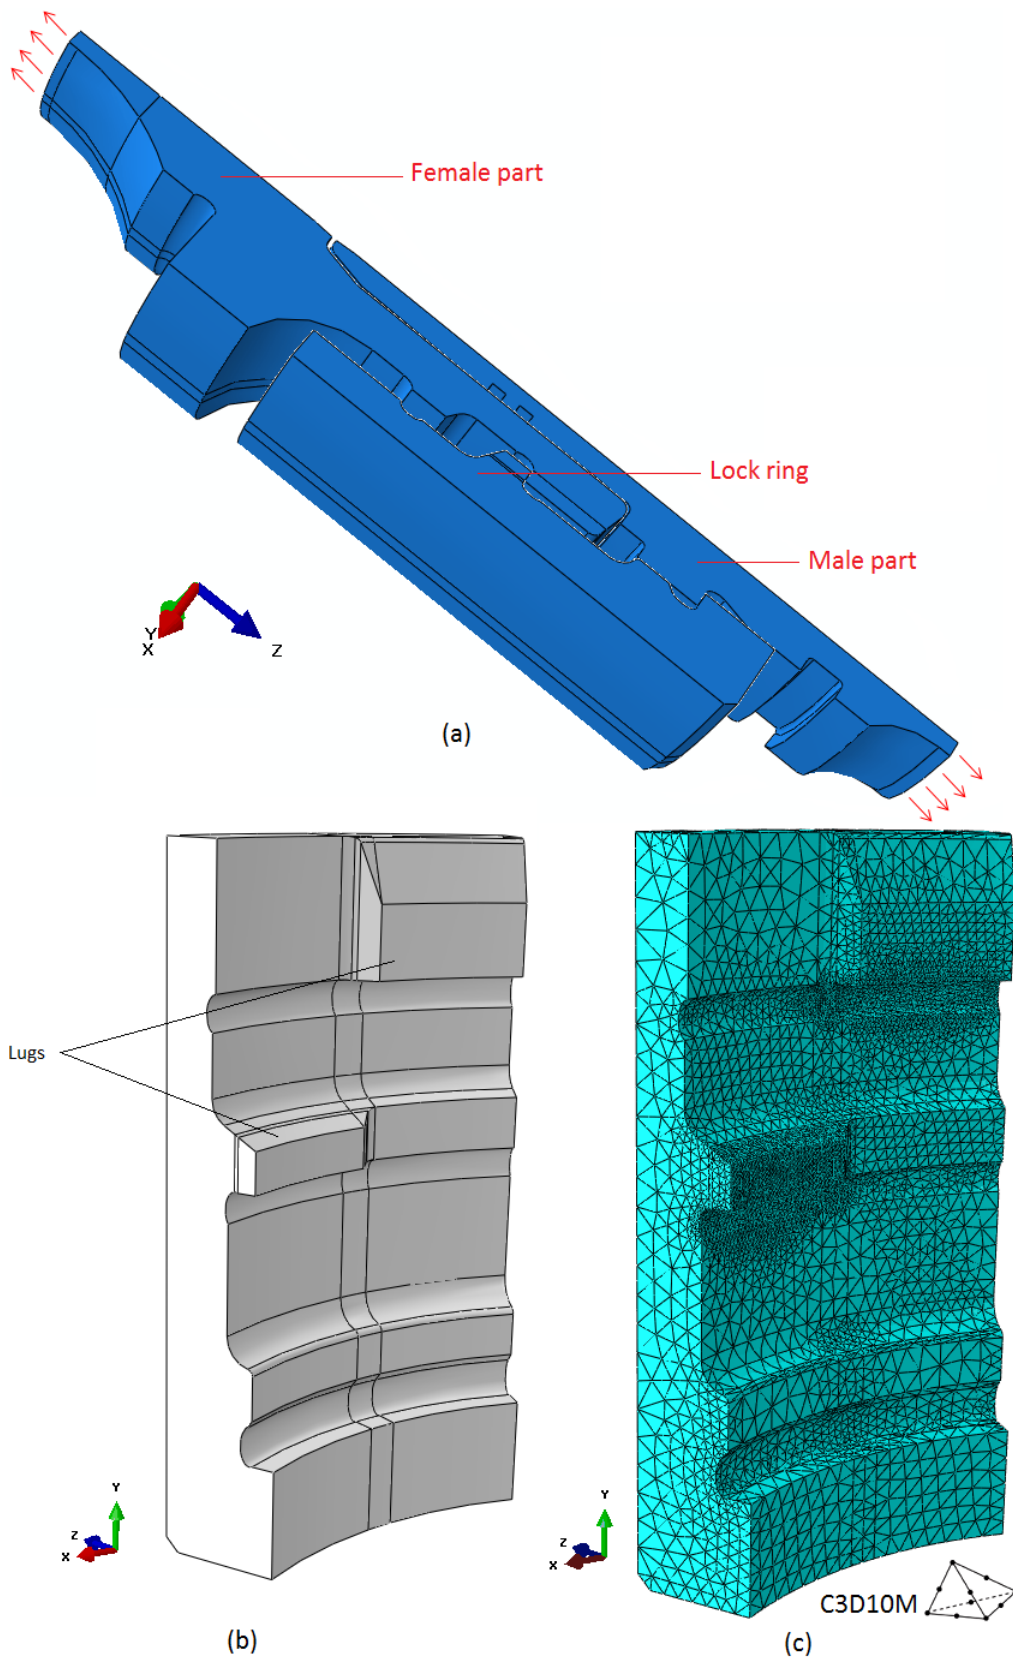 Female part
Lock ring
Male part
Y
X
Z
(a)
Lugs
Y
Z
X
Y
Z
X
C3D10M
(b)
(c)